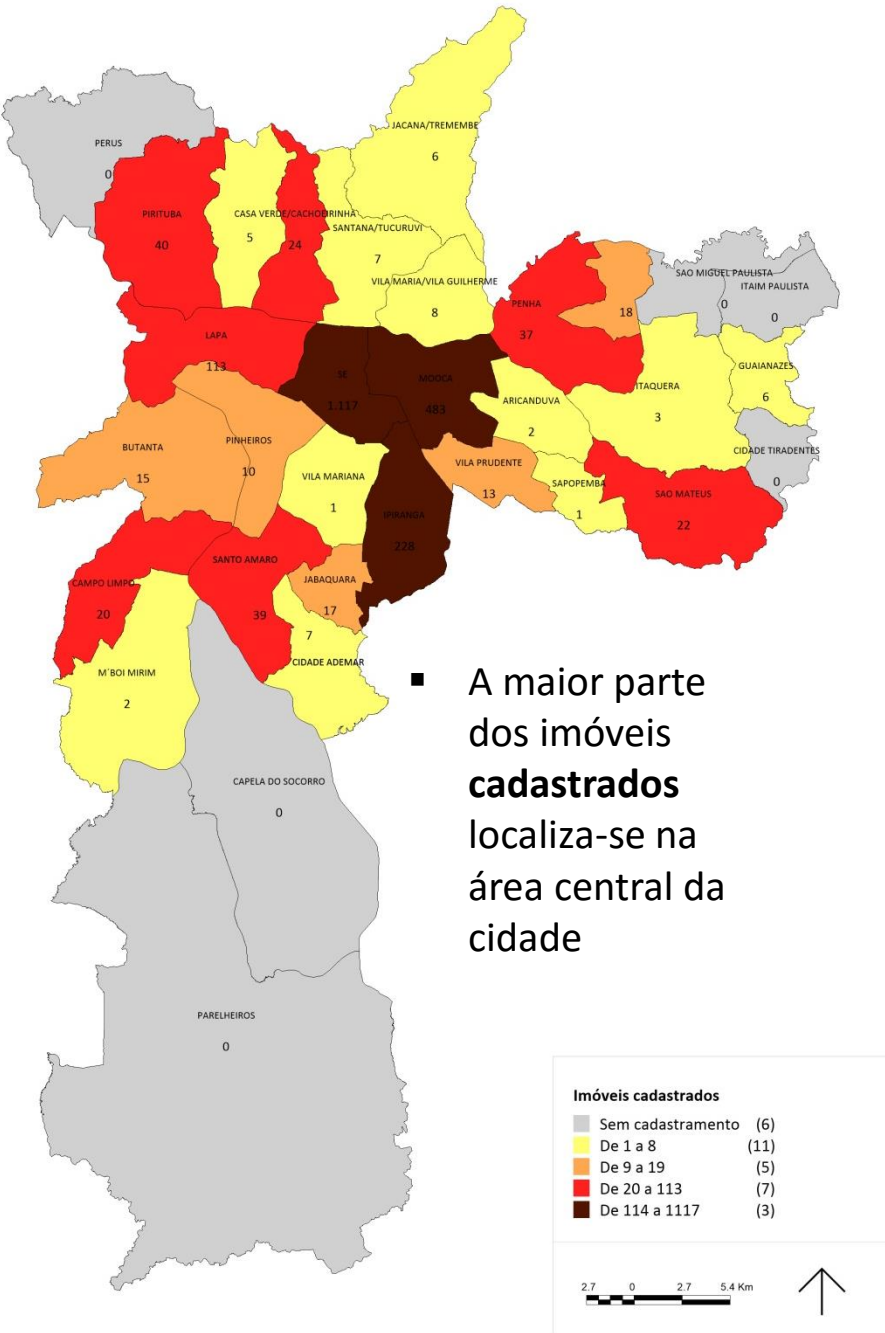 JACANA/TREMEMBE
6
PERUS
0
PIRITUBA
40
CASA VERDE/CACHOEIRINHA
5
24
SANTANA/TUCURUVI
7
VILA MARIA/VILA GUILHERME
8
SAO MIGUEL PAULISTA
0
ITAIM PAULISTA
0
PENHA
37
18
LAPA
113
SE
1.117
MOOCA
483
GUAIANAZES
6
ITAQUERA
3
ARICANDUVA
2
BUTANTA
15
PINHEIROS
10
VILA MARIANA
1
IPIRANGA
228
VILA PRUDENTE
13
SAPOPEMBA
1
CIDADE TIRADENTES
0
SAO MATEUS
22
CAMPO LIMPO
20
SANTO AMARO
39
JABAQUARA
17
7
CIDADE ADEMAR
M`BOI MIRIM
2
CAPELA DO SOCORRO
0
PARELHEIROS
0
▪ A maior parte
dos imóveis
cadastrados
localiza-se na
área central da
cidade
Imóveis cadastrados
Sem cadastramento (6)
De 1 a 8 (11)
De 9 a 19 (5)
De 20 a 113 (7)
De 114 a 1117 (3)
2.7 0 2.7 5.4 Km